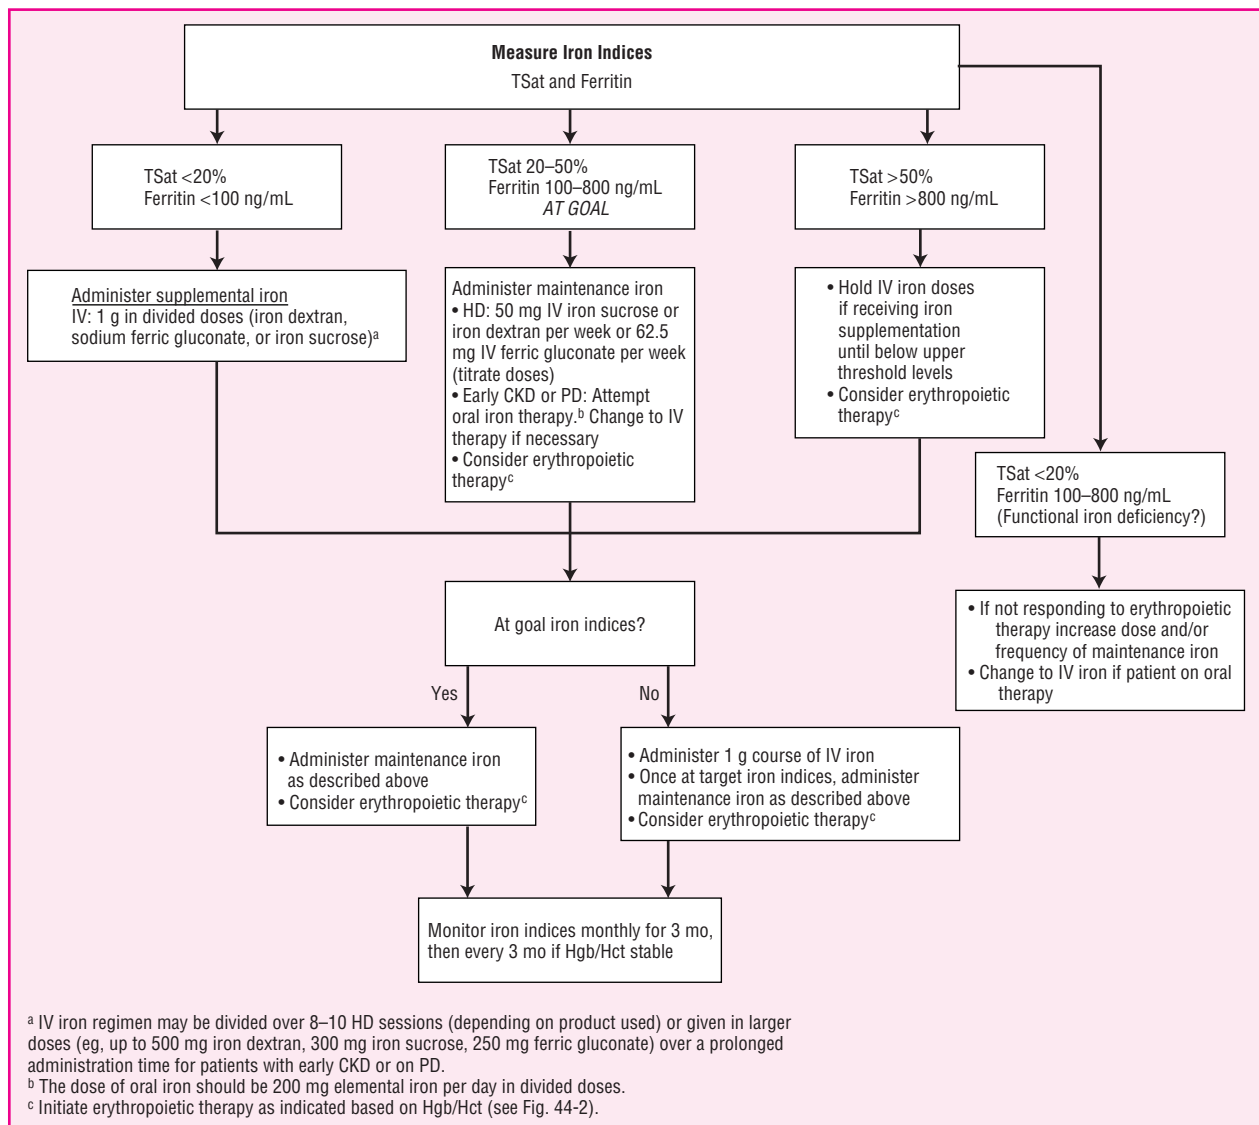 Measure Iron Indices
TSat and Ferritin
TSat <20%
Ferritin <100 ng/mL
TSat 20–50%
Ferritin 100–800 ng/mL
AT GOAL
TSat >50%
Ferritin >800 ng/mL
Administer supplemental iron
IV: 1 g in divided doses (iron dextran,
sodium ferric gluconate, or iron sucrose)ᵃ
Administer maintenance iron
• HD: 50 mg IV iron sucrose or
iron dextran per week or 62.5
mg IV ferric gluconate per week
(titrate doses)
• Early CKD or PD: Attempt
oral iron therapy.ᵇ Change to IV
therapy if necessary
• Consider erythropoietic
therapyᶜ
• Hold IV iron doses
if receiving iron
supplementation
until below upper
threshold levels
• Consider erythropoietic
therapyᶜ
TSat <20%
Ferritin 100–800 ng/mL
(Functional iron deficiency?)
• If not responding to erythropoietic
therapy increase dose and/or
frequency of maintenance iron
• Change to IV iron if patient on oral
therapy
At goal iron indices?
Yes
No
• Administer maintenance iron
as described above
• Consider erythropoietic therapyᶜ
• Administer 1 g course of IV iron
• Once at target iron indices, administer
maintenance iron as described above
• Consider erythropoietic therapyᶜ
Monitor iron indices monthly for 3 mo,
then every 3 mo if Hgb/Hct stable
ᵃ IV iron regimen may be divided over 8–10 HD sessions (depending on product used) or given in larger
doses (eg, up to 500 mg iron dextran, 300 mg iron sucrose, 250 mg ferric gluconate) over a prolonged
administration time for patients with early CKD or on PD.
ᵇ The dose of oral iron should be 200 mg elemental iron per day in divided doses.
ᶜ Initiate erythropoietic therapy as indicated based on Hgb/Hct (see Fig. 44-2).